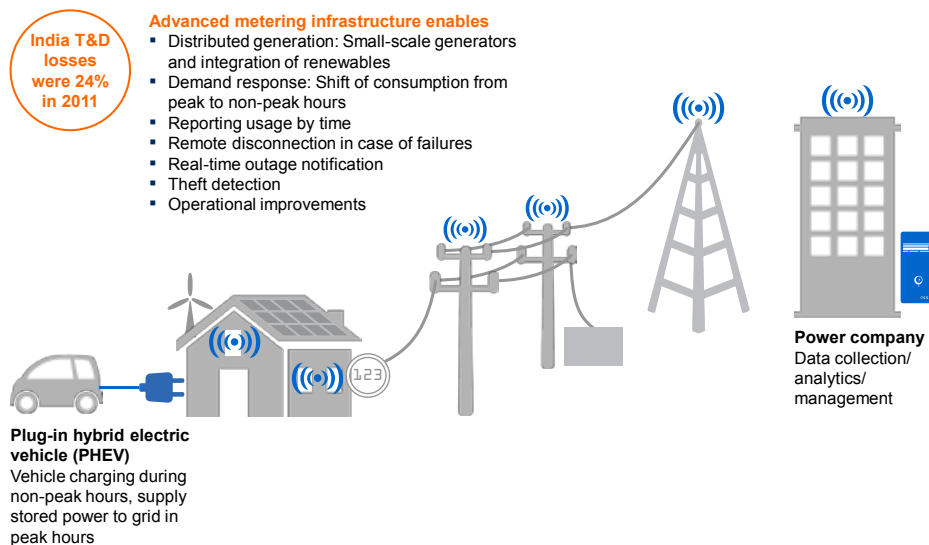 India T&D
losses
were 24%
in 2011
Advanced metering infrastructure enables
▪ Distributed generation: Small-scale generators
and integration of renewables
▪ Demand response: Shift of consumption from
peak to non-peak hours
▪ Reporting usage by time
▪ Remote disconnection in case of failures
▪ Real-time outage notification
▪ Theft detection
▪ Operational improvements
123
Power company
Data collection/
analytics/
management
Plug-in hybrid electric
vehicle (PHEV)
Vehicle charging during
non-peak hours, supply
stored power to grid in
peak hours